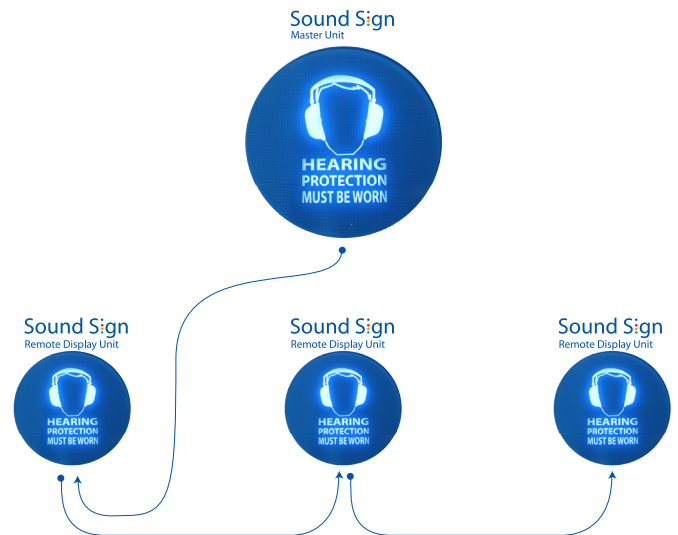 Sound Sign
Master Unit
HEARING
PROTECTION
MUST BE WORN
Sound Sign
Remote Display Unit
HEARING
PROTECTION
MUST BE WORN
Sound Sign
Remote Display Unit
HEARING
PROTECTION
MUST BE WORN
Sound Sign
Remote Display Unit
HEARING
PROTECTION
MUST BE WORN